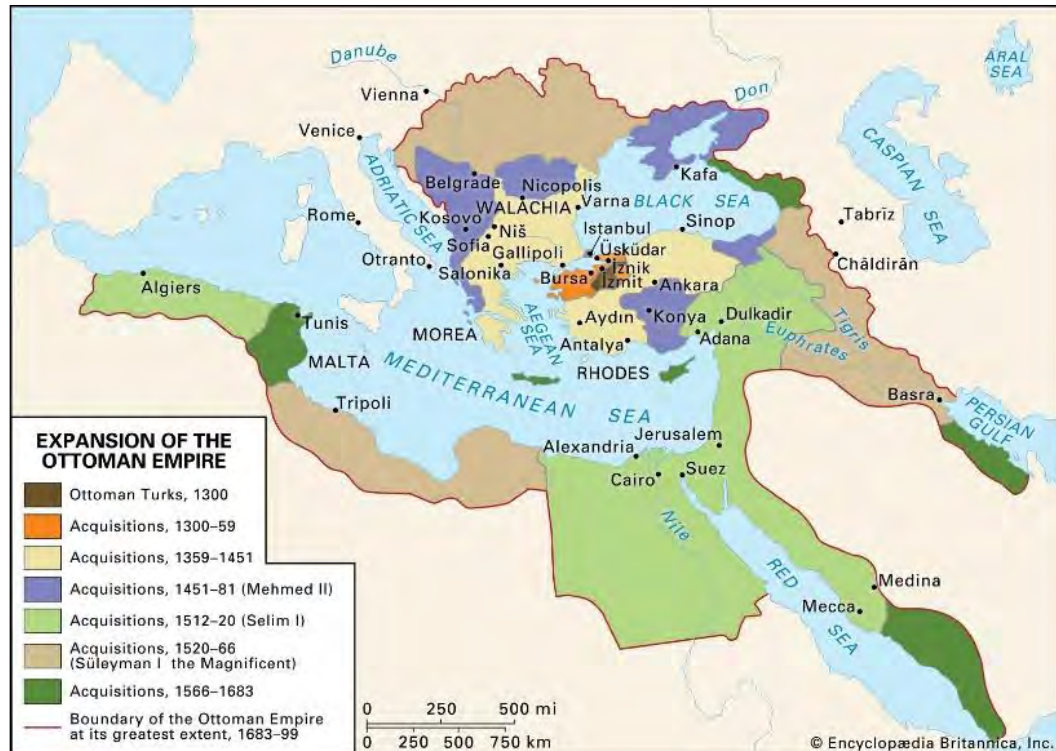 Danube
Vienna
Venice
ADRIATIC SEA
Rome
Otranto
Belgrade
Nicopolis
WALACHIA
Varna
Kosovo
Niš
Sofia
Gallipoli
Salonika
Istanbul
Üsküdar
İznik
İzmit
Bursa
Ankara
BLACK SEA
Sinop
Kafa
Don
ARAL
SEA
CASPIAN
SEA
Tabrīz
Chāldirān
Algiers
Tunis
MALTA
Tripoli
MOREA
AEGEAN
SEA
Aydın
Antalya
Konya
Adana
Dulkadir
Euphrates
Tigris
RHODES
MEDITERRANEAN SEA
Basra
PERSIAN
GULF
Alexandria
Jerusalem
Cairo
Suez
Nile
RED
SEA
Medina
Mecca
EXPANSION OF THE
OTTOMAN EMPIRE
Ottoman Turks, 1300
Acquisitions, 1300–59
Acquisitions, 1359–1451
Acquisitions, 1451–81 (Mehmed II)
Acquisitions, 1512–20 (Selim I)
Acquisitions, 1520–66
(Süleyman I the Magnificent)
Acquisitions, 1566–1683
Boundary of the Ottoman Empire
at its greatest extent, 1683–99
0 250 500 mi
0 250 500 750 km
© Encyclopædia Britannica, Inc.